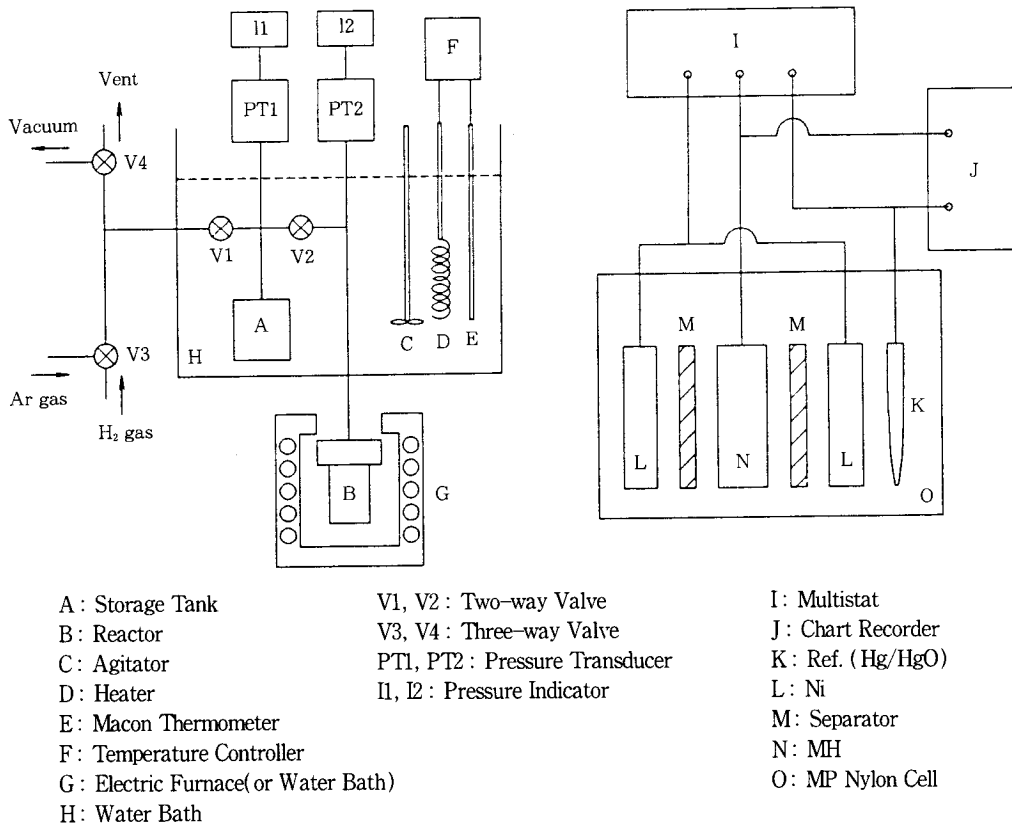 I1
I2
F
I
Vent
PT1
PT2
Vacuum
V4
J
V1
V2
M
M
A
C
D
E
H
V3
Ar gas
H₂ gas
K
L
N
L
B
G
O
A : Storage Tank
B : Reactor
C : Agitator
D : Heater
E : Macon Thermometer
F : Temperature Controller
G : Electric Furnace(or Water Bath)
H : Water Bath
V1, V2 : Two-way Valve
V3, V4 : Three-way Valve
PT1, PT2 : Pressure Transducer
I1, I2 : Pressure Indicator
I : Multistat
J : Chart Recorder
K : Ref. (Hg/HgO)
L : Ni
M : Separator
N : MH
O : MP Nylon Cell